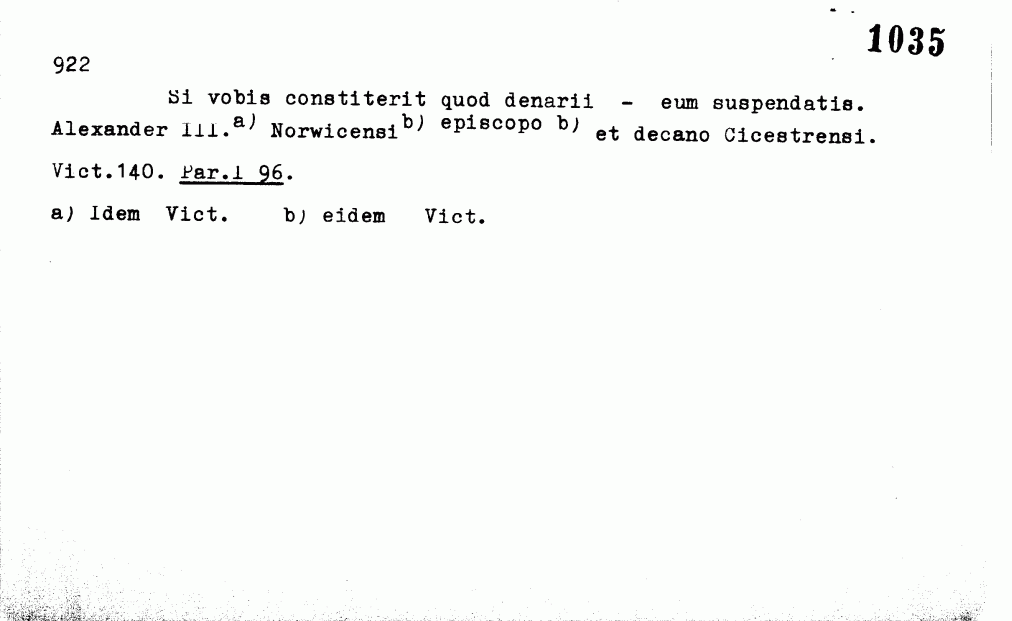 1035
922
Si vobis constiterit quod denarii - eum suspendatis.
Alexander III.a) Norwicensi b) episcopo b) et decano Cicestrensi.
Vict.140. Par.I 96.
a) Idem Vict. b) eidem Vict.